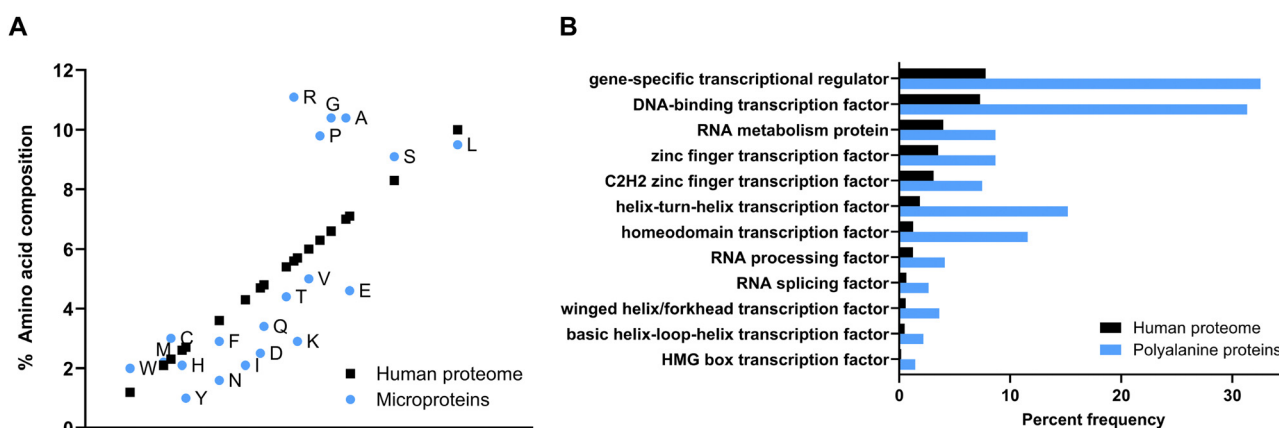 A
% Amino acid composition
12
10
8
6
4
2
0
R
G
A
P
S
L
V
E
T
Q
K
C
M
F
D
W
H
I
N
Y
Human proteome
Microproteins
B
gene-specific transcriptional regulator
DNA-binding transcription factor
RNA metabolism protein
zinc finger transcription factor
C2H2 zinc finger transcription factor
helix-turn-helix transcription factor
homeodomain transcription factor
RNA processing factor
RNA splicing factor
winged helix/forkhead transcription factor
basic helix-loop-helix transcription factor
HMG box transcription factor
Human proteome
Polyalanine proteins
0 10 20 30
Percent frequency